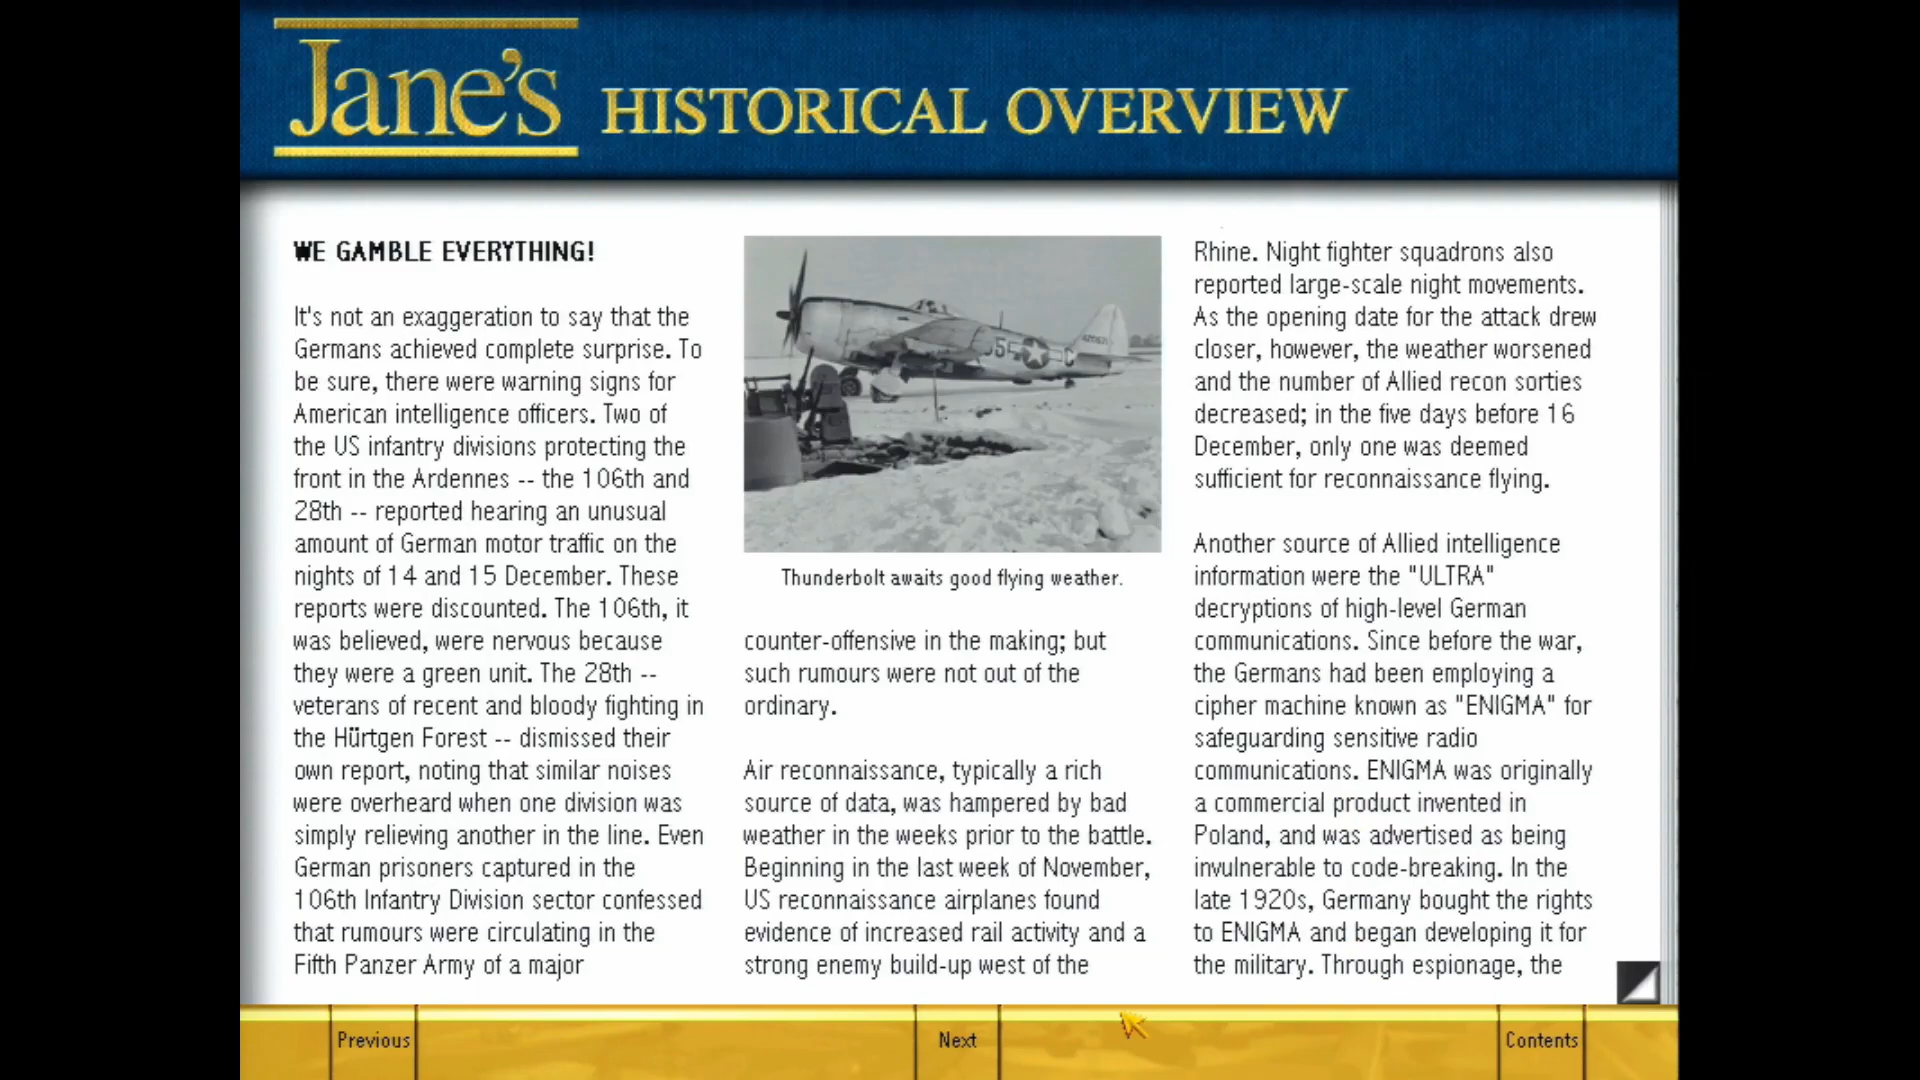 Jane's HISTORICAL OVERVIEW
WE GAMBLE EVERYTHING!
It's not an exaggeration to say that the
Germans achieved complete surprise. To
be sure, there were warning signs for
American intelligence officers. Two of
the US infantry divisions protecting the
front in the Ardennes -- the 106th and
28th -- reported hearing an unusual
amount of German motor traffic on the
nights of 14 and 15 December. These
reports were discounted. The 106th, it
was believed, were nervous because
they were a green unit. The 28th --
veterans of recent and bloody fighting in
the Hürtgen Forest -- dismissed their
own report, noting that similar noises
were overheard when one division was
simply relieving another in the line. Even
German prisoners captured in the
106th Infantry Division sector confessed
that rumours were circulating in the
Fifth Panzer Army of a major
Thunderbolt awaits good flying weather.
counter-offensive in the making; but
such rumours were not out of the
ordinary.
Air reconnaissance, typically a rich
source of data, was hampered by bad
weather in the weeks prior to the battle.
Beginning in the last week of November,
US reconnaissance airplanes found
evidence of increased rail activity and a
strong enemy build-up west of the
Rhine. Night fighter squadrons also
reported large-scale night movements.
As the opening date for the attack drew
closer, however, the weather worsened
and the number of Allied recon sorties
decreased; in the five days before 16
December, only one was deemed
sufficient for reconnaissance flying.
Another source of Allied intelligence
information were the "ULTRA"
decryptions of high-level German
communications. Since before the war,
the Germans had been employing a
cipher machine known as "ENIGMA" for
safeguarding sensitive radio
communications. ENIGMA was originally
a commercial product invented in
Poland, and was advertised as being
invulnerable to code-breaking. In the
late 1920s, Germany bought the rights
to ENIGMA and began developing it for
the military. Through espionage, the
Previous
Next
Contents